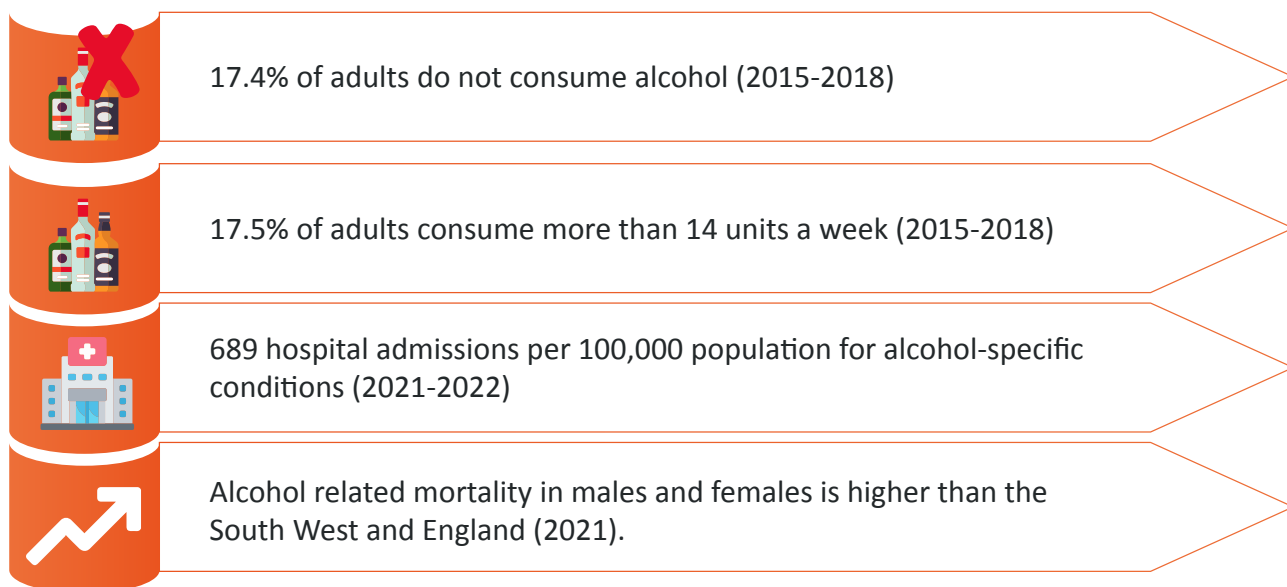 17.4% of adults do not consume alcohol (2015-2018)
17.5% of adults consume more than 14 units a week (2015-2018)
689 hospital admissions per 100,000 population for alcohol-specific
conditions (2021-2022)
Alcohol related mortality in males and females is higher than the
South West and England (2021).